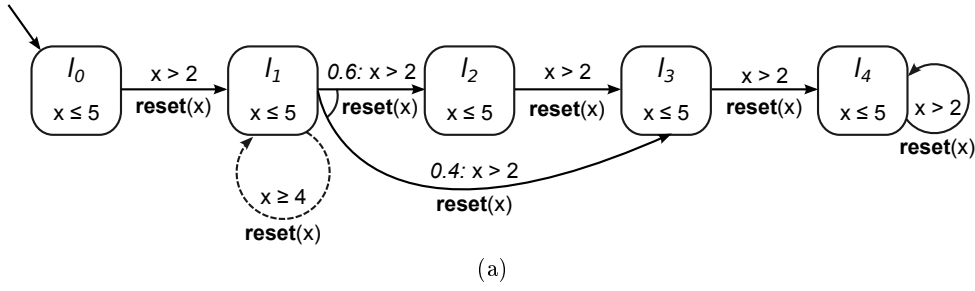 l0 l1 0.6: x > 2 l2 l3 l4
x > 2 x > 2 x > 2
x ≤ 5 reset(x) x ≤ 5 reset(x) x ≤ 5 reset(x) x ≤ 5 reset(x) x ≤ 5 x > 2
reset(x)
0.4: x > 2
x ≥ 4 reset(x)
reset(x)
(a)